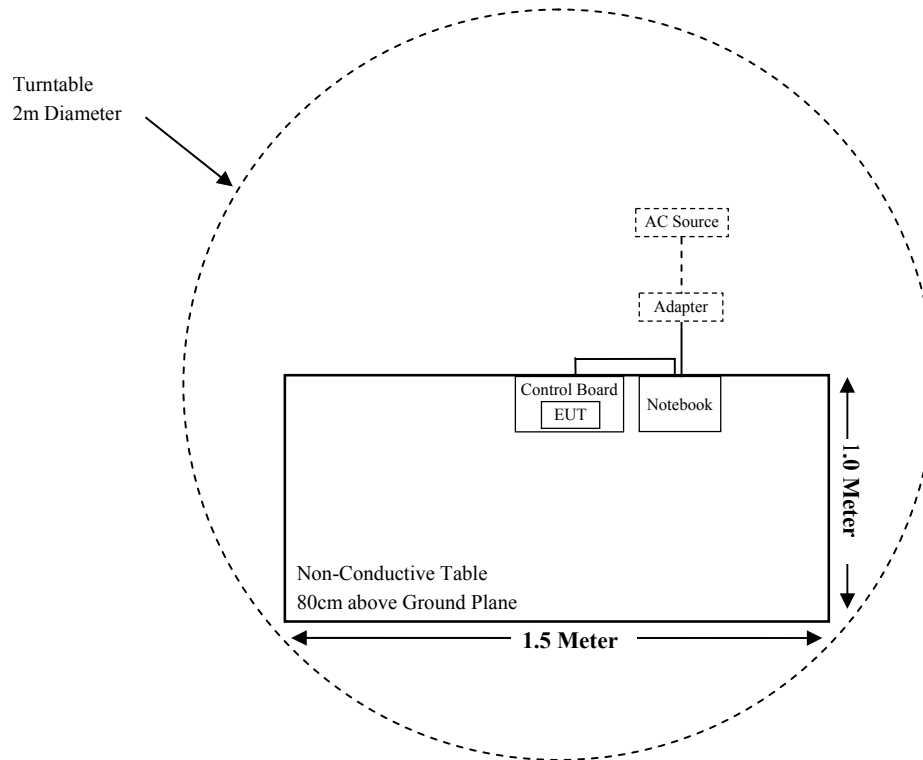 Turntable
2m Diameter
AC Source
Adapter
Control Board
EUT
Notebook
1.0 Meter
Non-Conductive Table
80cm above Ground Plane
1.5 Meter